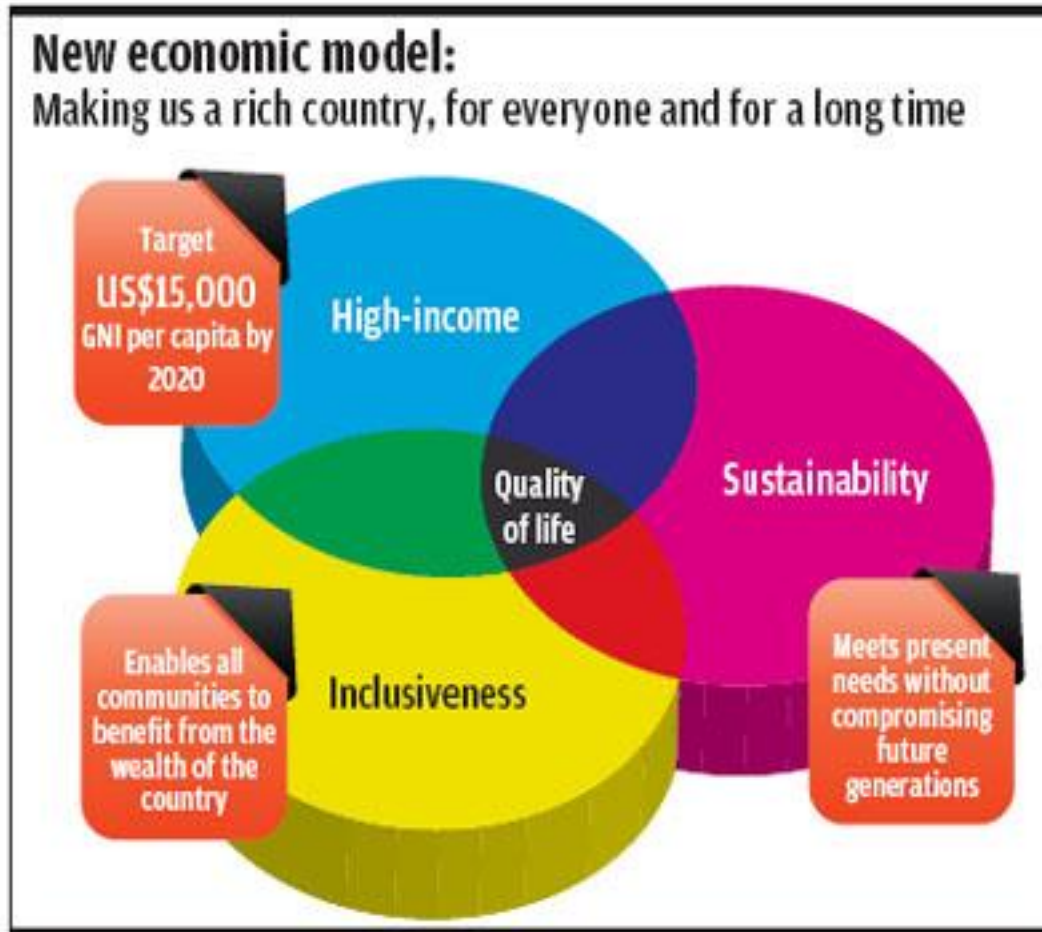 New economic model:
Making us a rich country, for everyone and for a long time
Target
US$15,000
GNI per capita by
2020
High-income
Quality
of life
Sustainability
Enables all
communities to
benefit from the
wealth of the
country
Inclusiveness
Meets present
needs without
compromising
future
generations